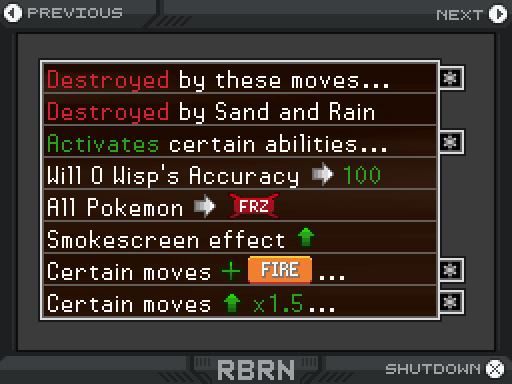 PREVIOUS
NEXT
Destroyed by these moves...
Destroyed by Sand and Rain
Activates certain abilities...
Will O Wisp's Accuracy 100
All Pokemon FRZ
Smokescreen effect
Certain moves + FIRE ...
Certain moves x1.5...
RBRN
SHUTDOWN